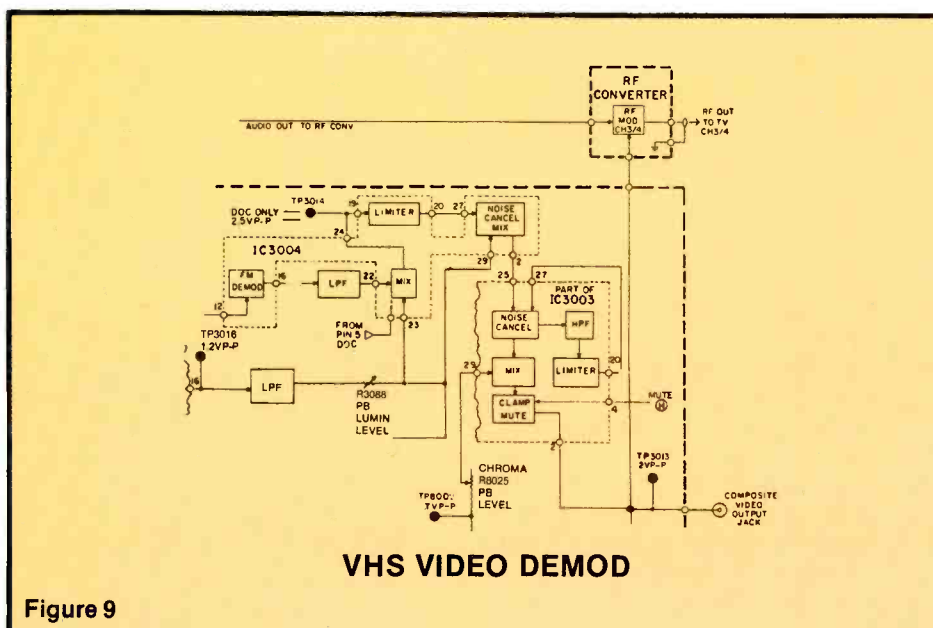 RF
CONVERTER
RF
MOD
CH3/4
RF OUT
TO TV
CH3/4
AUDIO OUT TO RF CONV
DOC ONLY
2.5VP-P
TP3014
19
LIMITER
20
27
NOISE
CANCEL
MIX
24
IC3004
29
2
FM
DEMOD
16
LPF
22
MIX
25
27
PART OF
IC3003
12
FROM
PIN 5
DOC
23
NOISE
CANCEL
HPF
TP3016
1.2VP-P
16
LPF
R3088
PB
LUMIN
LEVEL
29
MIX
LIMITER
20
CLAMP
MUTE
4
MUTE
H
2
TP3013
2VP-P
CHROMA
R8025
PB
LEVEL
COMPOSITE
VIDEO
OUTPUT
JACK
VHS VIDEO DEMOD
Figure 9